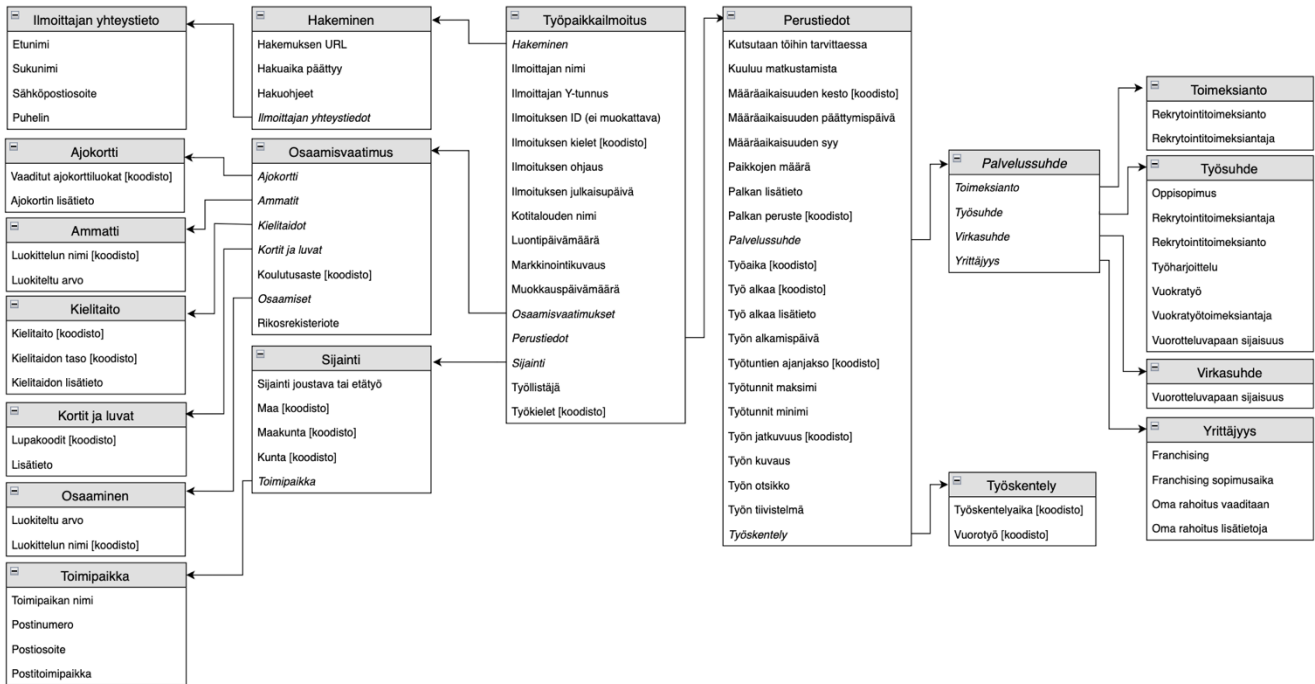 Ilmoittajan yhteystieto
Etunimi
Sukunimi
Sähköpostiosoite
Puhelin
Ajokortti
Vaaditut ajokorttiluokat [koodisto]
Ajokortin lisätieto
Ammatti
Luokittelun nimi [koodisto]
Luokiteltu arvo
Kielitaito
Kielitaito [koodisto]
Kielitaidon taso [koodisto]
Kielitaidon lisätieto
Kortit ja luvat
Lupakoodit [koodisto]
Lisätieto
Osaaminen
Luokiteltu arvo
Luokittelun nimi [koodisto]
Toimipaikka
Toimipaikan nimi
Postinumero
Postiosoite
Postitoimipaikka
Hakeminen
Hakemuksen URL
Hakuaika päättyy
Hakuohjeet
Ilmoittajan yhteystiedot
Osaamisvaatimus
Ajokortti
Ammatit
Kielitaidot
Kortit ja luvat
Koulutusaste [koodisto]
Osaamiset
Rikosrekisteriote
Sijainti
Sijainti joustava tai etätyö
Maa [koodisto]
Maakunta [koodisto]
Kunta [koodisto]
Toimipaikka
Työpaikkailmoitus
Hakeminen
Ilmoittajan nimi
Ilmoittajan Y-tunnus
Ilmoituksen ID (ei muokattava)
Ilmoituksen kielet [koodisto]
Ilmoituksen ohjaus
Ilmoituksen julkaisupäivä
Kotitalouden nimi
Luontipäivämäärä
Markkinointikuvaus
Muokkauspäivämäärä
Osaamisvaatimukset
Perustiedot
Sijainti
Työllistäjä
Työkielet [koodisto]
Perustiedot
Kutsutaan töihin tarvittaessa
Kuuluu matkustamista
Määräaikaisuuden kesto [koodisto]
Määräaikaisuuden päättymispäivä
Määräaikaisuuden syy
Paikkojen määrä
Palkan lisätieto
Palkan peruste [koodisto]
Palvelussuhde
Työaika [koodisto]
Työ alkaa [koodisto]
Työ alkaa lisätieto
Työn alkamispäivä
Työtuntien ajanjakso [koodisto]
Työtunnit maksimi
Työtunnit minimi
Työn jatkuvuus [koodisto]
Työn kuvaus
Työn otsikko
Työn tiivistelmä
Työskentely
Palvelussuhde
Toimeksianto
Työsuhde
Virkasuhde
Yrittäjyys
Työskentely
Työskentelyaika [koodisto]
Vuorotyö [koodisto]
Toimeksianto
Rekrytointitoimeksianto
Rekrytointitoimeksiantaja
Työsuhde
Oppisopimus
Rekrytointitoimeksiantaja
Rekrytointitoimeksianto
Työharjoittelu
Vuokratyö
Vuokratyötoimeksiantaja
Vuorotteluvapaan sijaisuus
Virkasuhde
Vuorotteluvapaan sijaisuus
Yrittäjyys
Franchising
Franchising sopimusaika
Oma rahoitus vaaditaan
Oma rahoitus lisätietoja